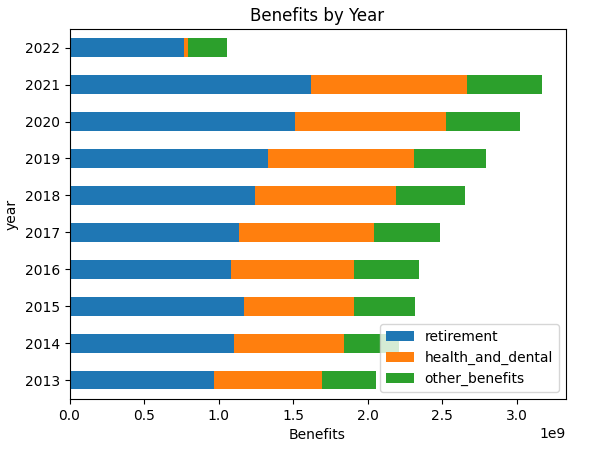 Benefits by Year
2022
2021
2020
2019
2018
2017
2016
2015
2014
2013
year
retirement
health_and_dental
other_benefits
0.0 0.5 1.0 1.5 2.0 2.5 3.0
1e9
Benefits